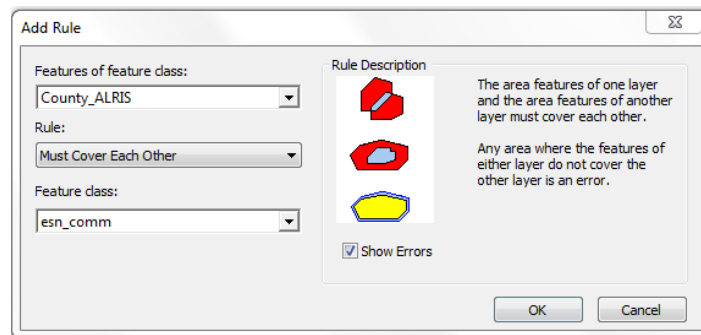 Add Rule
Features of feature class:
County_ALRIS
Rule:
Must Cover Each Other
Feature class:
esn_comm
Rule Description
The area features of one layer
and the area features of another
layer must cover each other.
Any area where the features of
either layer do not cover the
other layer is an error.
Show Errors
OK
Cancel